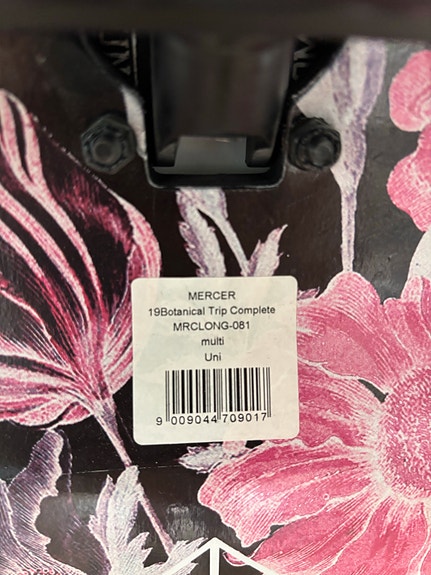 MERCER
19Botanical Trip Complete
MRCLONG-081
multi
Uni
9 009044 709017